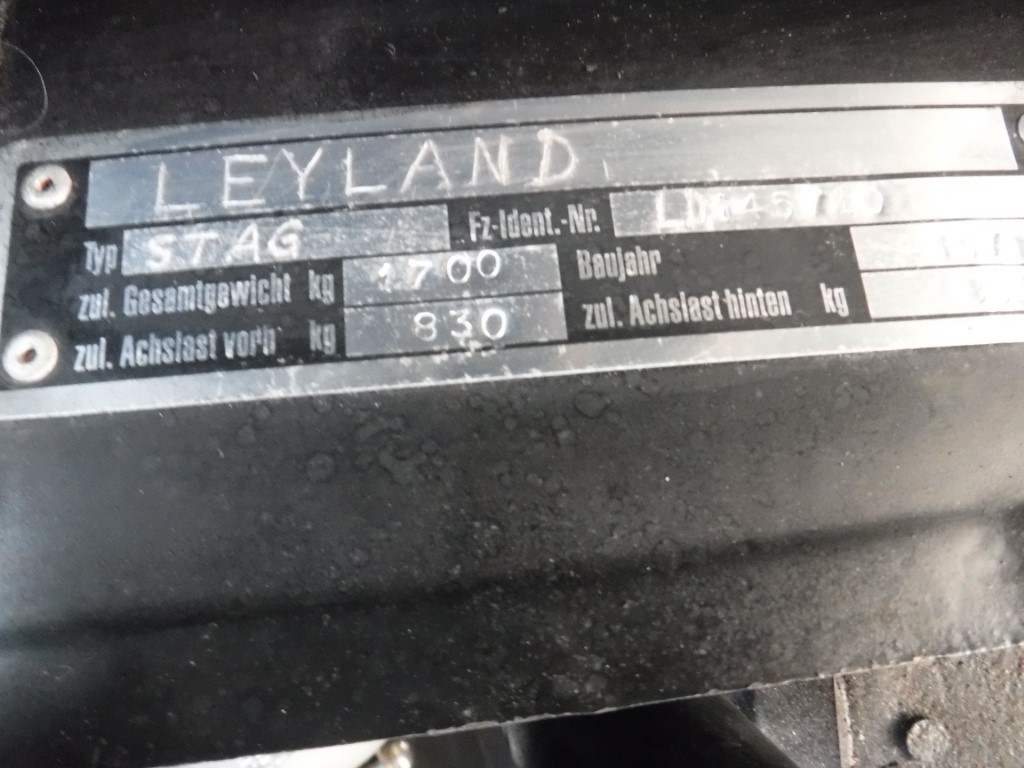 LEYLAND
Typ STAG Fz-Ident.-Nr.
zul. Gesamtgewicht kg 1700 Baujahr
zul. Achslast vorn kg 830 zul. Achslast hinten kg